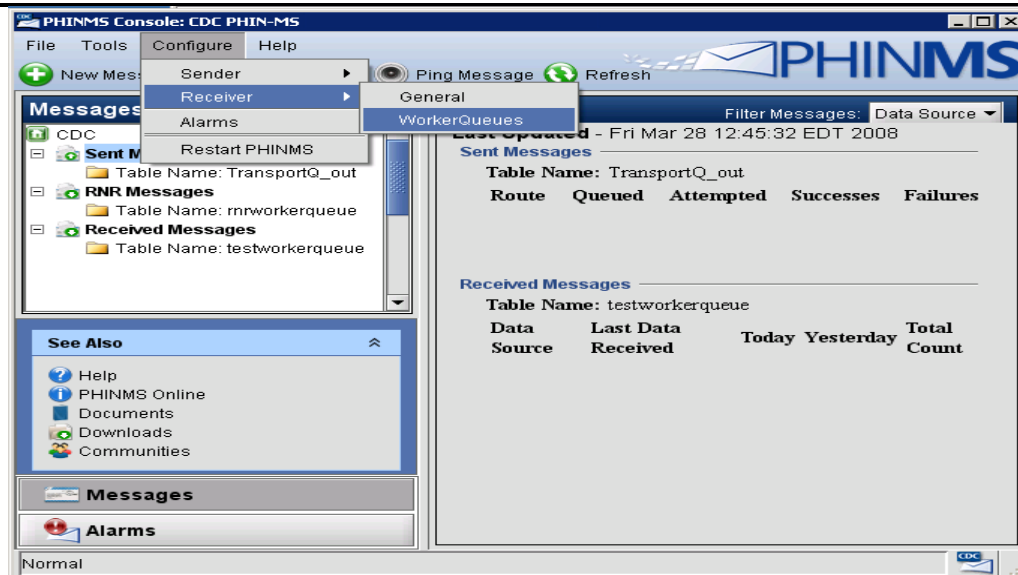 PHINMS Console: CDC PHIN-MS
File Tools Configure Help
New Mes
Ping Message
Refresh
PHINMS
Sender
Receiver
Alarms
Restart PHINMS
General
WorkerQueues
Messages
Filter Messages: Data Source
CDC
Sent M
Table Name: TransportQ_out
RNR Messages
Table Name: rnrworkerqueue
Received Messages
Table Name: testworkerqueue
Last Updated - Fri Mar 28 12:45:32 EDT 2008
Sent Messages
Table Name: TransportQ_out
Route Queued Attempted Successes Failures
Received Messages
Table Name: testworkerqueue
Data Source Last Data Received Today Yesterday Total Count
See Also
Help
PHINMS Online
Documents
Downloads
Communities
Messages
Alarms
Normal
CDC